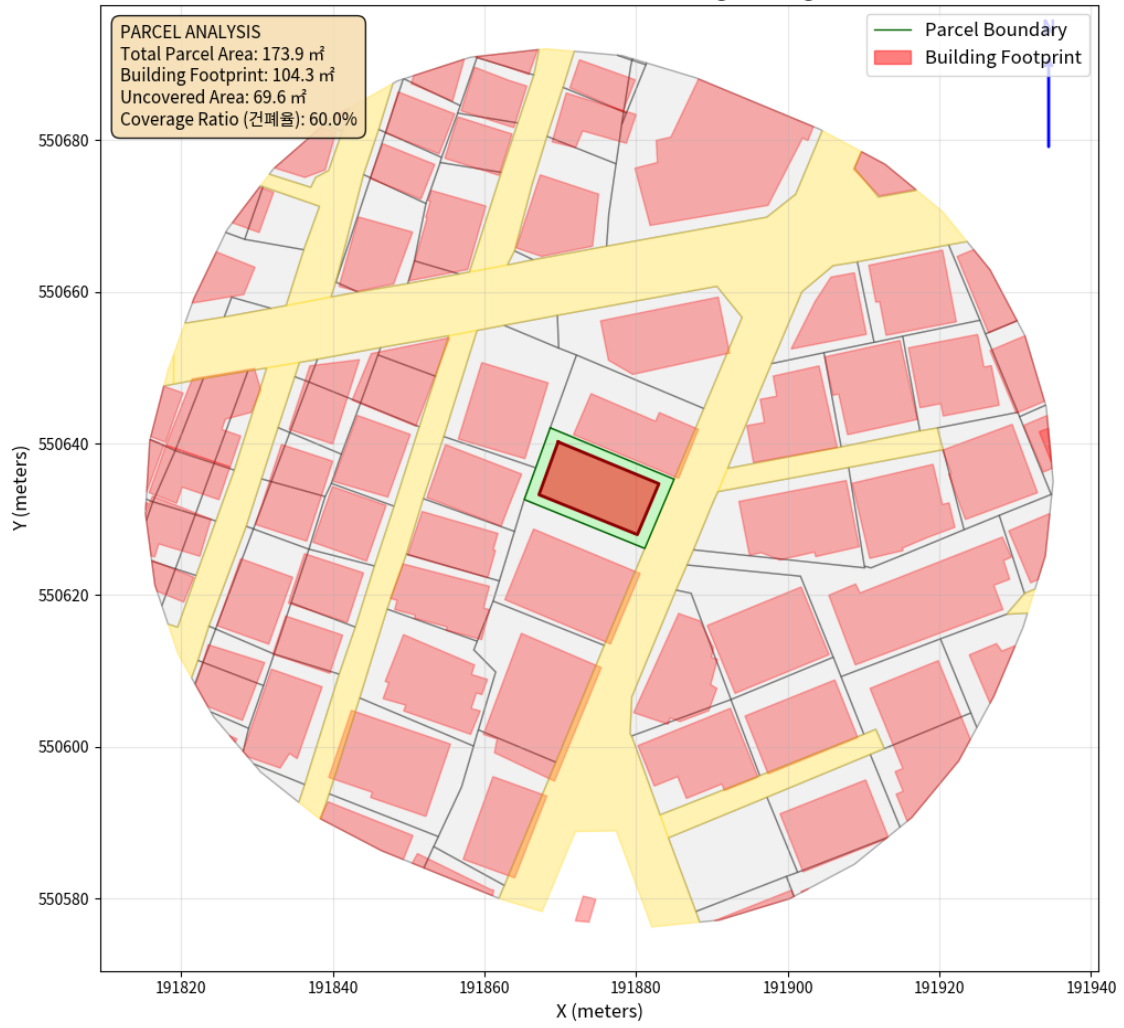 PARCEL ANALYSIS
Total Parcel Area: 173.9 ㎡
Building Footprint: 104.3 ㎡
Uncovered Area: 69.6 ㎡
Coverage Ratio (건폐율): 60.0%
Parcel Boundary
Building Footprint
550680
550660
550640
550620
550600
550580
Y (meters)
191820
191840
191860
191880
191900
191920
191940
X (meters)